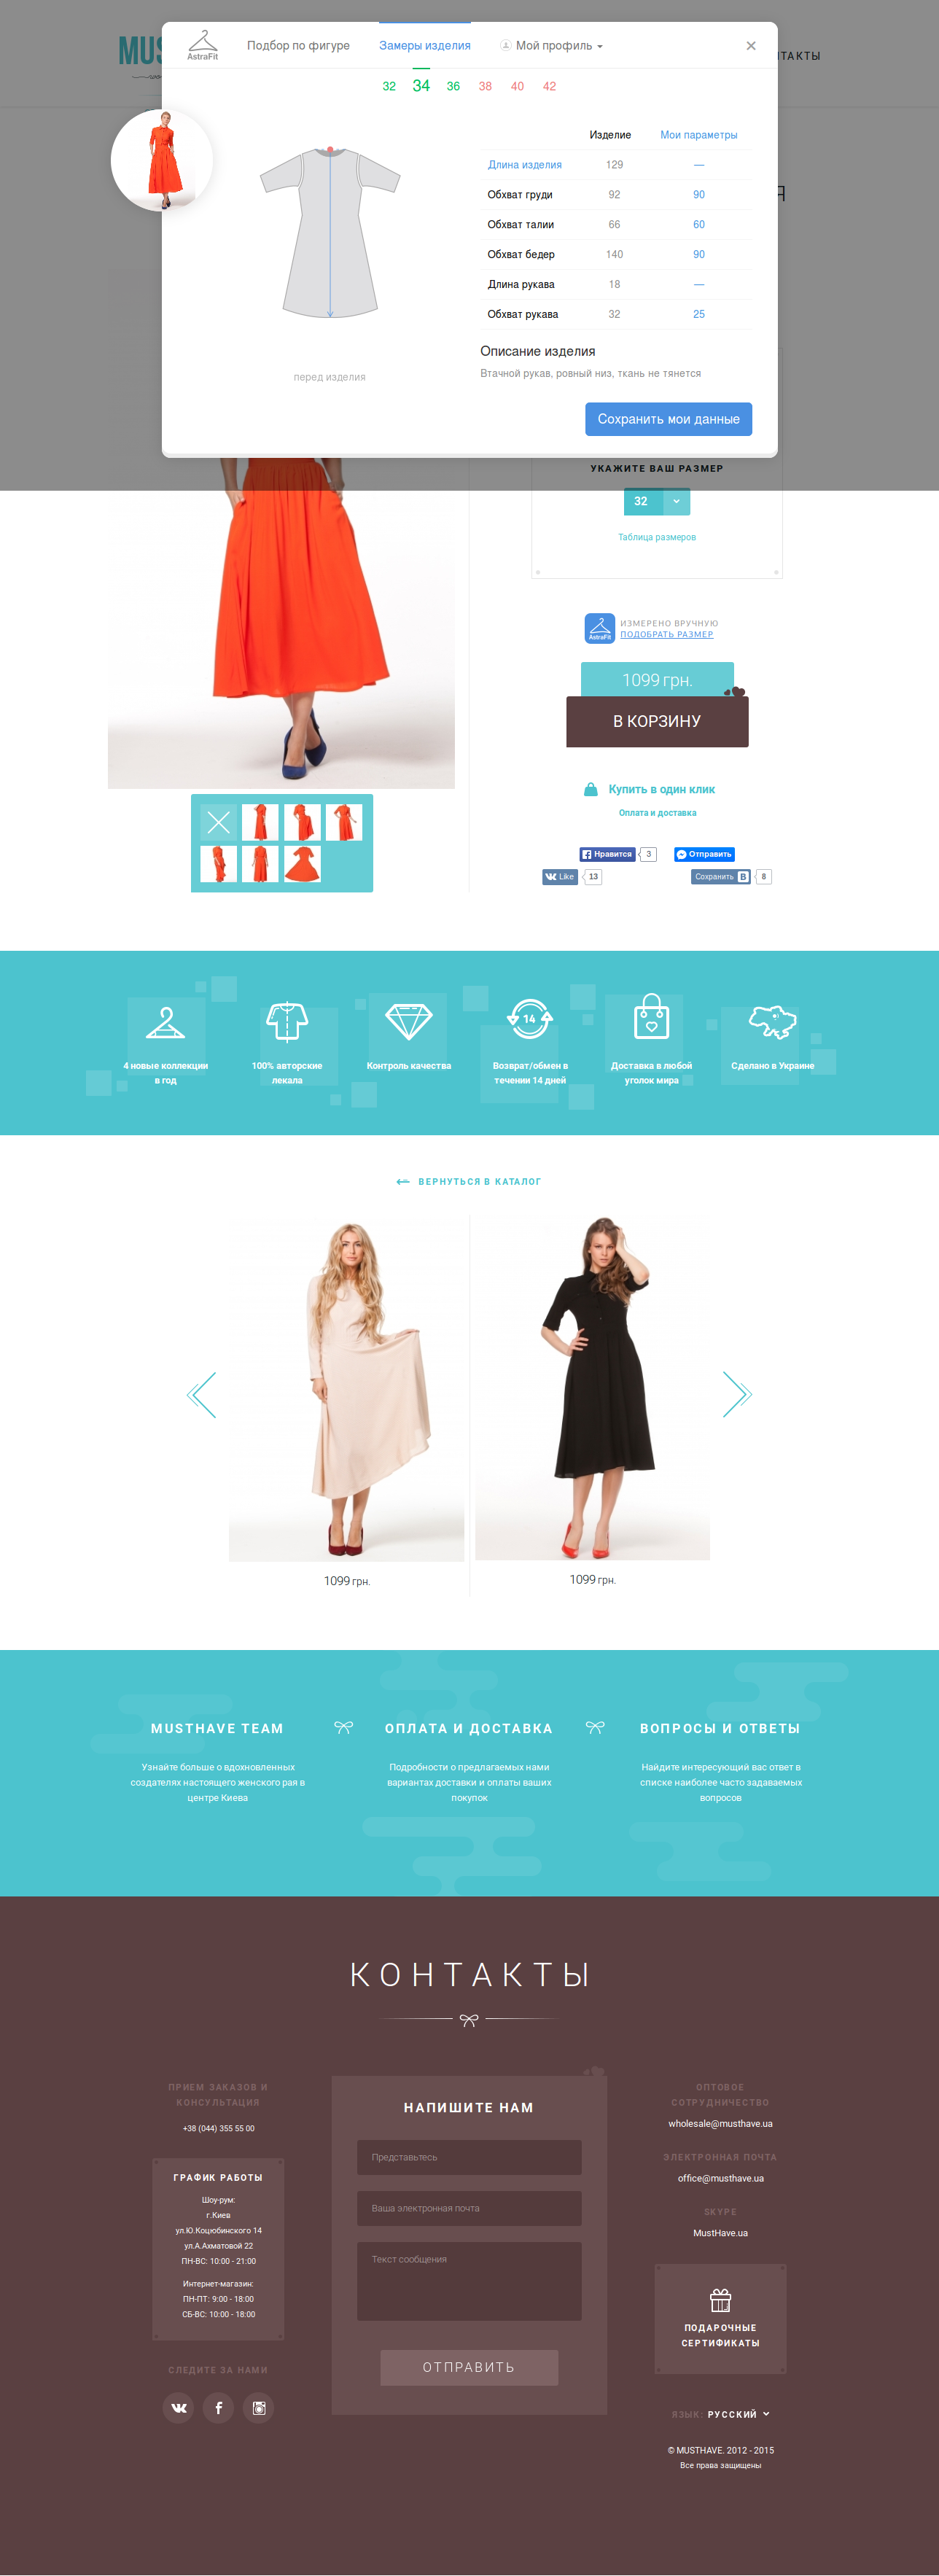 MUS
AstraFit
Подбор по фигуре
Замеры изделия
Мой профиль
×
НТАКТЫ
32 34 36 38 40 42
Изделие Мои параметры
Длина изделия 129 —
Обхват груди 92 90
Обхват талии 66 60
Обхват бедер 140 90
Длина рукава 18 —
Обхват рукава 32 25
перед изделия
Описание изделия
Втачной рукав, ровный низ, ткань не тянется
Сохранить мои данные
Я
УКАЖИТЕ ВАШ РАЗМЕР
32
Таблица размеров
AstraFit
ИЗМЕРЕНО ВРУЧНУЮ
ПОДОБРАТЬ РАЗМЕР
1099 грн.
В КОРЗИНУ
Купить в один клик
Оплата и доставка
Нравится 3 Отправить
Like 13 Сохранить B 8
14
4 новые коллекции
в год
100% авторские
лекала
Контроль качества
Возврат/обмен в
течении 14 дней
Доставка в любой
уголок мира
Сделано в Украине
ВЕРНУТЬСЯ В КАТАЛОГ
1099 грн.
1099 грн.
MUSTHAVE TEAM
Узнайте больше о вдохновленных
создателях настоящего женского рая в
центре Киева
ОПЛАТА И ДОСТАВКА
Подробности о предлагаемых нами
вариантах доставки и оплаты ваших
покупок
ВОПРОСЫ И ОТВЕТЫ
Найдите интересующий вас ответ в
списке наиболее часто задаваемых
вопросов
КОНТАКТЫ
ПРИЕМ ЗАКАЗОВ И
КОНСУЛЬТАЦИЯ
+38 (044) 355 55 00
ГРАФИК РАБОТЫ
Шоу-рум:
г.Киев
ул.Ю.Коцюбинского 14
ул.А.Ахматовой 22
ПН-ВС: 10:00 - 21:00
Интернет-магазин:
ПН-ПТ: 9:00 - 18:00
СБ-ВС: 10:00 - 18:00
СЛЕДИТЕ ЗА НАМИ
НАПИШИТЕ НАМ
Представьтесь
Ваша электронная почта
Текст сообщения
ОТПРАВИТЬ
ОПТОВОЕ
СОТРУДНИЧЕСТВО
wholesale@musthave.ua
ЭЛЕКТРОННАЯ ПОЧТА
office@musthave.ua
SKYPE
MustHave.ua
ПОДАРОЧНЫЕ
СЕРТИФИКАТЫ
ЯЗЫК: РУССКИЙ
© MUSTHAVE. 2012 - 2015
Все права защищены